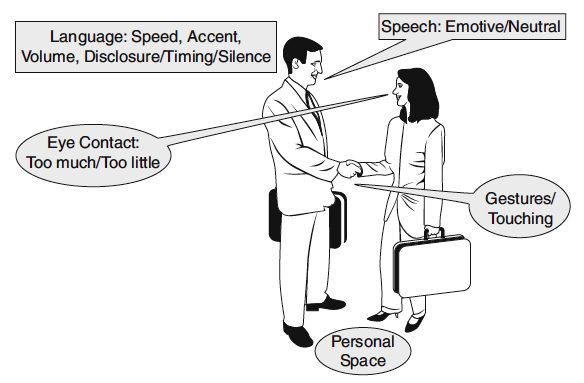 Language: Speed, Accent,
Volume, Disclosure/Timing/Silence
Speech: Emotive/Neutral
Eye Contact:
Too much/Too little
Gestures/
Touching
Personal
Space